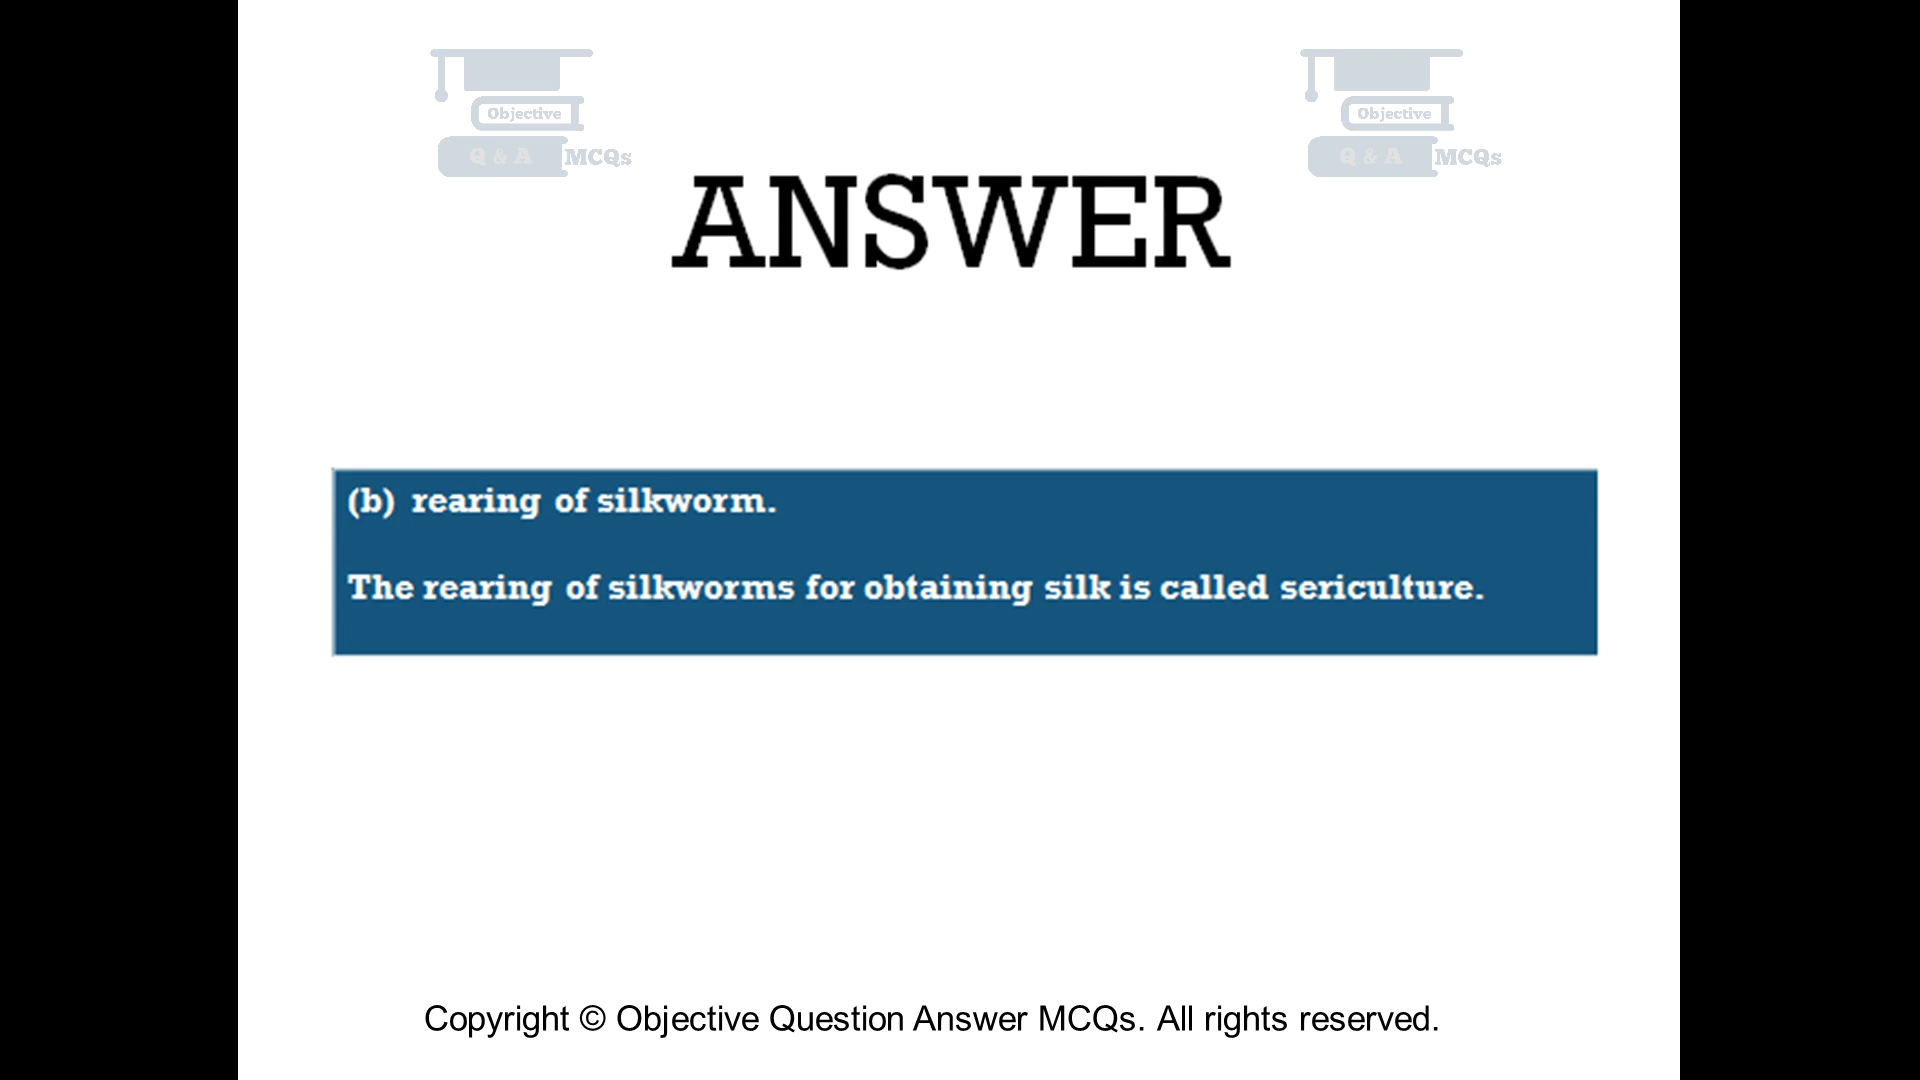 Objective
Q & A MCQs
Objective
Q & A MCQs
ANSWER
(b) rearing of silkworm.
The rearing of silkworms for obtaining silk is called sericulture.
Copyright © Objective Question Answer MCQs. All rights reserved.